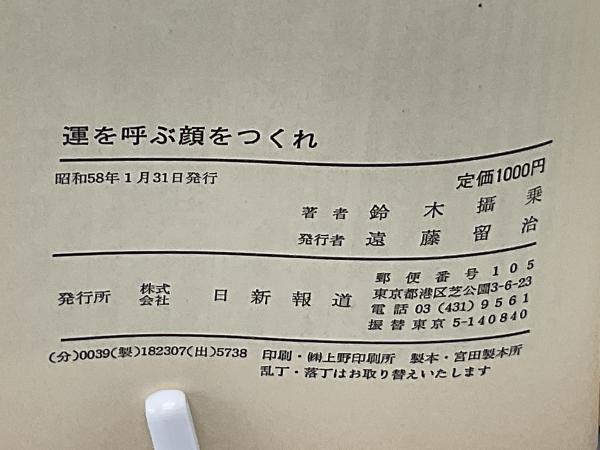 運を呼ぶ顔をつくれ
昭和58年1月31日発行
定価1000円
著者 鈴木攝乗
発行者 遠藤留治
発行所 株式会社 日新報道
郵便番号 105
東京都港区芝公園3-6-23
電話 03 (431) 9561
振替東京 5-140840
(分)0039(製)182307(出)5738 印刷・㈱上野印刷所 製本・宮田製本所
乱丁・落丁はお取り替えいたします